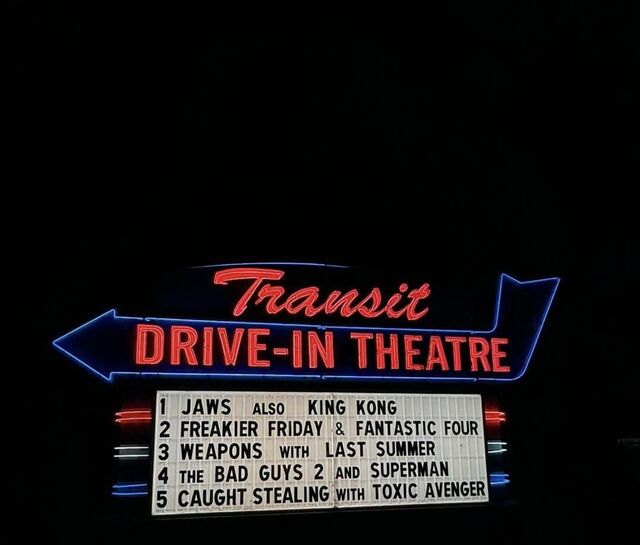 Transit
DRIVE-IN THEATRE
1 JAWS ALSO KING KONG
2 FREAKIER FRIDAY & FANTASTIC FOUR
3 WEAPONS WITH LAST SUMMER
4 THE BAD GUYS 2 AND SUPERMAN
5 CAUGHT STEALING WITH TOXIC AVENGER